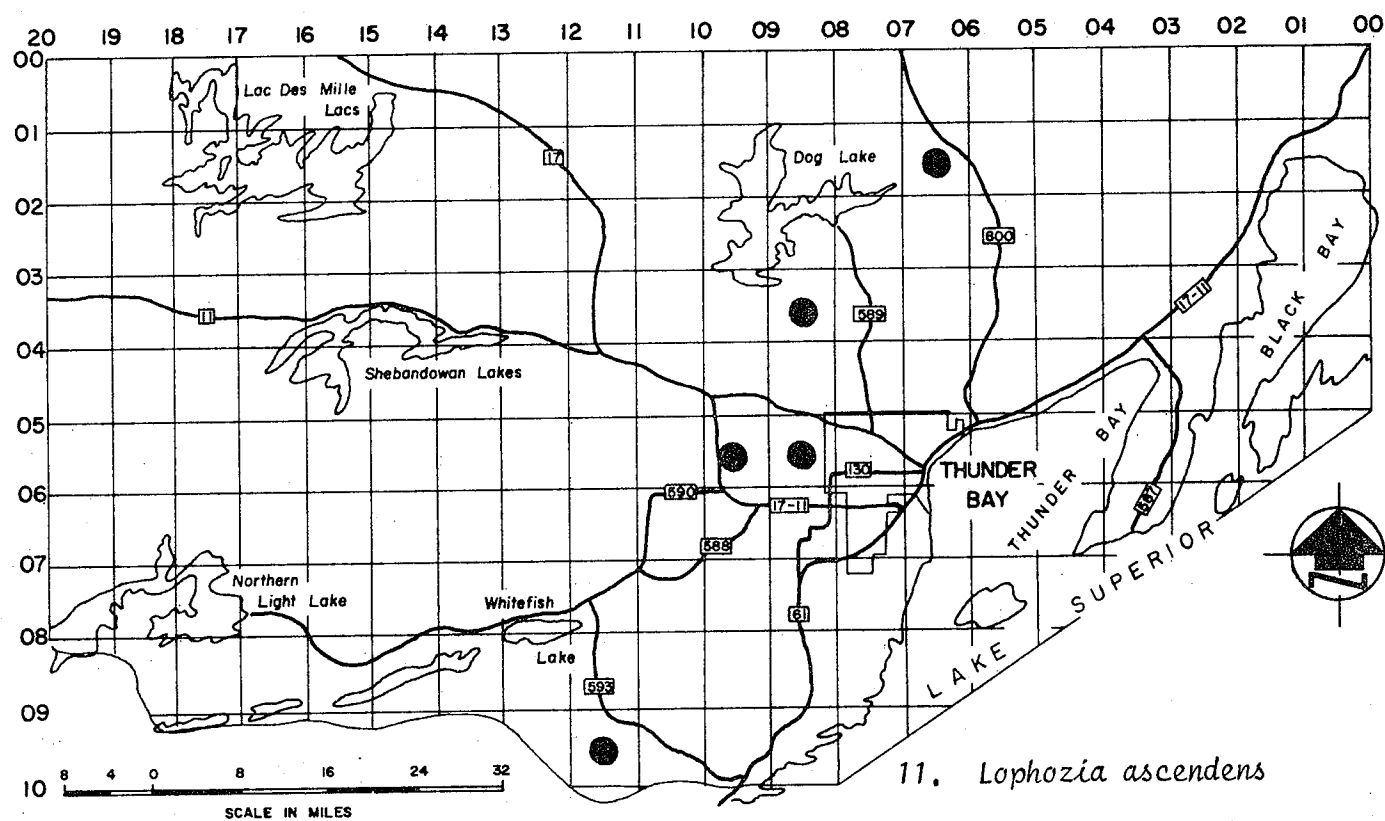 20 19 18 17 16 15 14 13 12 11 10 09 08 07 06 05 04 03 02 01 00
00
01
02
03
04
05
06
07
08
09
10
Lac Des Mille
Lacs
17
Dog Lake
800
589
11
Shebandowan Lakes
17-11
BLACK BAY
THUNDER BAY
130
THUNDER
BAY
590
17-11
588
587
Northern
Light Lake
Whitefish
Lake
61
593
LAKE SUPERIOR
N
8 4 0 8 16 24 32
SCALE IN MILES
11. Lophozia ascendens